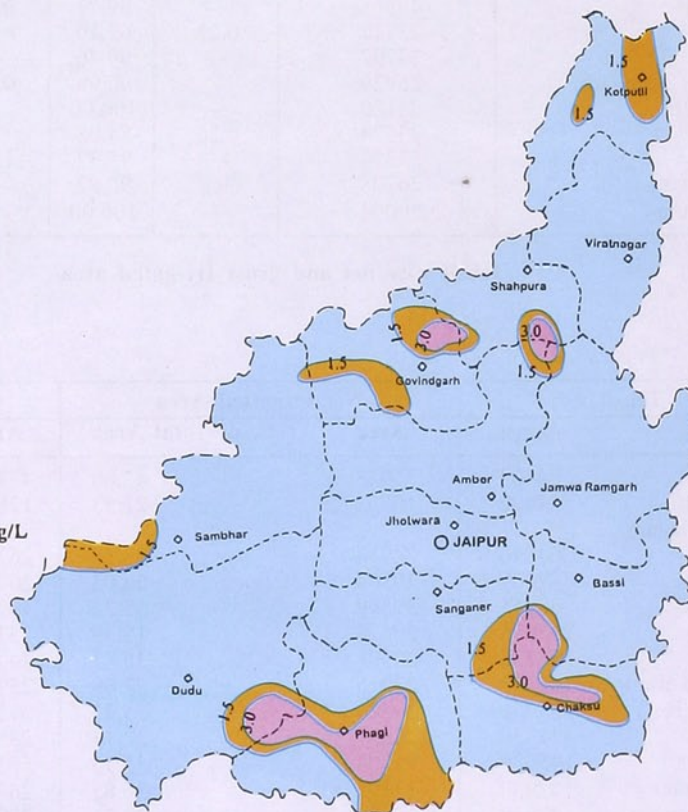 1.5
Kotputli
1.5
Viratnagar
Shahpura
1.5
3.0
3.0
1.5
1.5
Govindgarh
Amber
Jamwa Ramgarh
g/L
1.5
Sambhar
Jhotwara
JAIPUR
Bassi
Sanganer
1.5
3.0
Dudu
1.5
3.0
Chaksu
Phagi